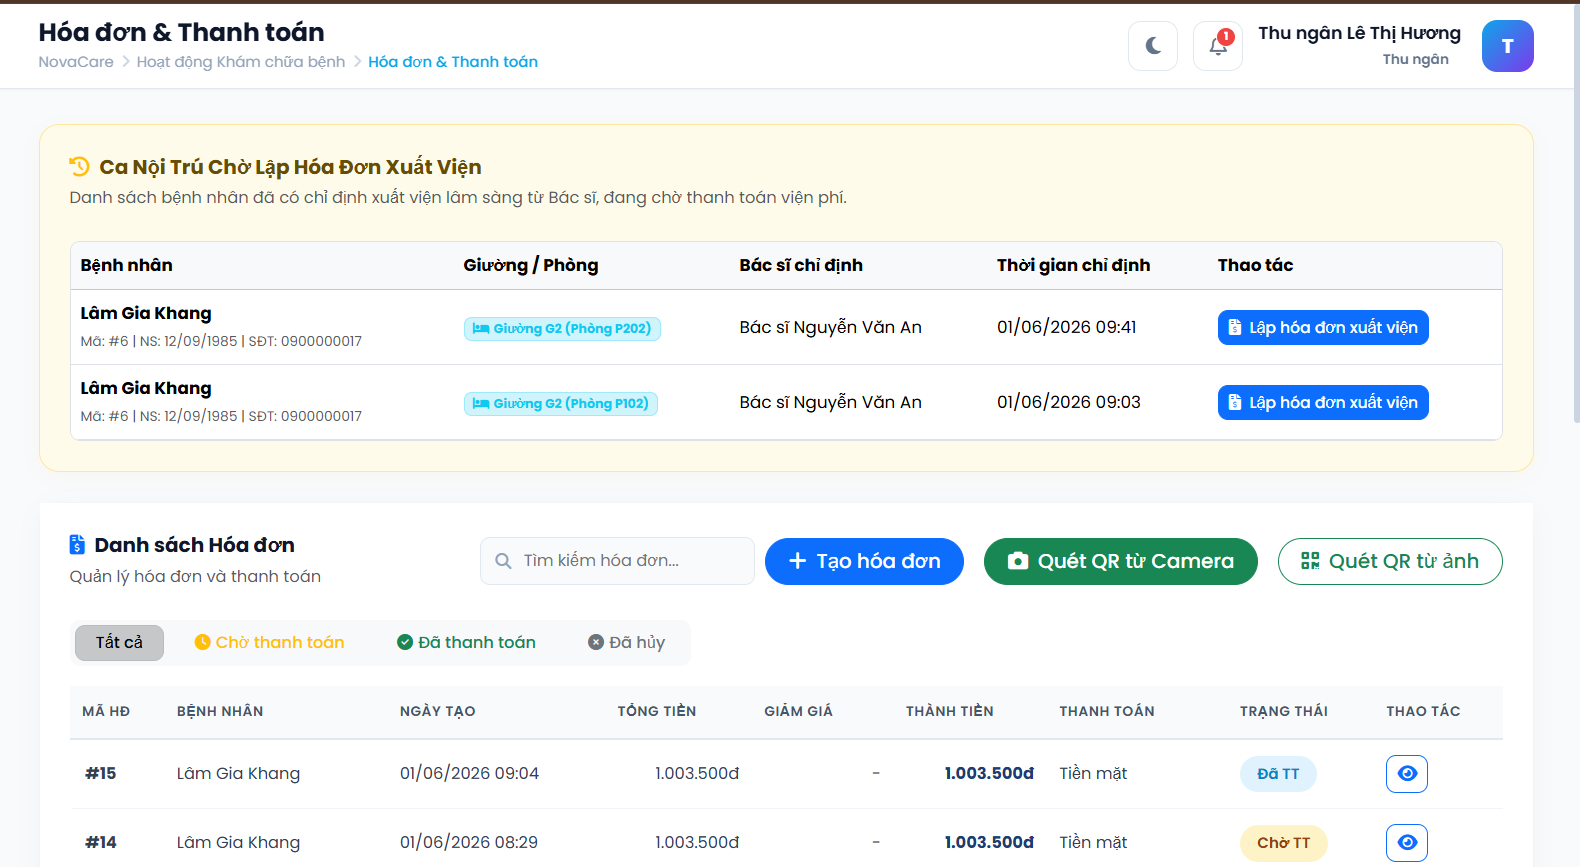 Hóa đơn & Thanh toán
NovaCare > Hoạt động Khám chữa bệnh > Hóa đơn & Thanh toán
1
Thu ngân Lê Thị Hương
Thu ngân
T
Ca Nội Trú Chờ Lập Hóa Đơn Xuất Viện
Danh sách bệnh nhân đã có chỉ định xuất viện lâm sàng từ Bác sĩ, đang chờ thanh toán viện phí.
Bệnh nhân Giường / Phòng Bác sĩ chỉ định Thời gian chỉ định Thao tác
Lâm Gia Khang
Mã: #6 | NS: 12/09/1985 | SĐT: 0900000017
Giường G2 (Phòng P202) Bác sĩ Nguyễn Văn An 01/06/2026 09:41 Lập hóa đơn xuất viện
Lâm Gia Khang
Mã: #6 | NS: 12/09/1985 | SĐT: 0900000017
Giường G2 (Phòng P102) Bác sĩ Nguyễn Văn An 01/06/2026 09:03 Lập hóa đơn xuất viện
Danh sách Hóa đơn
Quản lý hóa đơn và thanh toán
Tìm kiếm hóa đơn... + Tạo hóa đơn Quét QR từ Camera Quét QR từ ảnh
Tất cả Chờ thanh toán Đã thanh toán Đã hủy
MÃ HĐ BỆNH NHÂN NGÀY TẠO TỔNG TIỀN GIẢM GIÁ THÀNH TIỀN THANH TOÁN TRẠNG THÁI THAO TÁC
#15 Lâm Gia Khang 01/06/2026 09:04 1.003.500đ - 1.003.500đ Tiền mặt Đã TT
#14 Lâm Gia Khang 01/06/2026 08:29 1.003.500đ - 1.003.500đ Tiền mặt Chờ TT